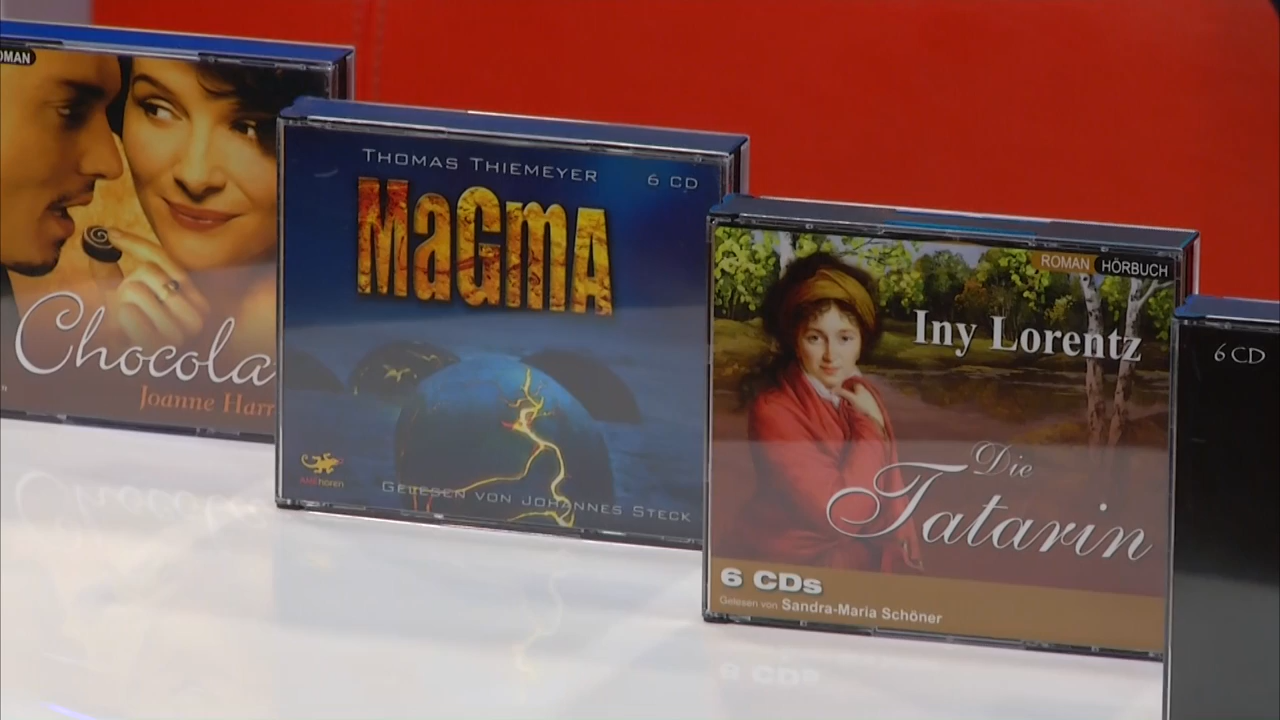 OMAN
Chocola
Joanne Harr
THOMAS THIEMEYER
6 CD
MaGmA
GELESEN VON JOHANNES STECK
ROMAN HÖRBUCH
Iny Lorentz
Die
Tatarin
6 CDs
Gelesen von Sandra-Maria Schöner
6 CD